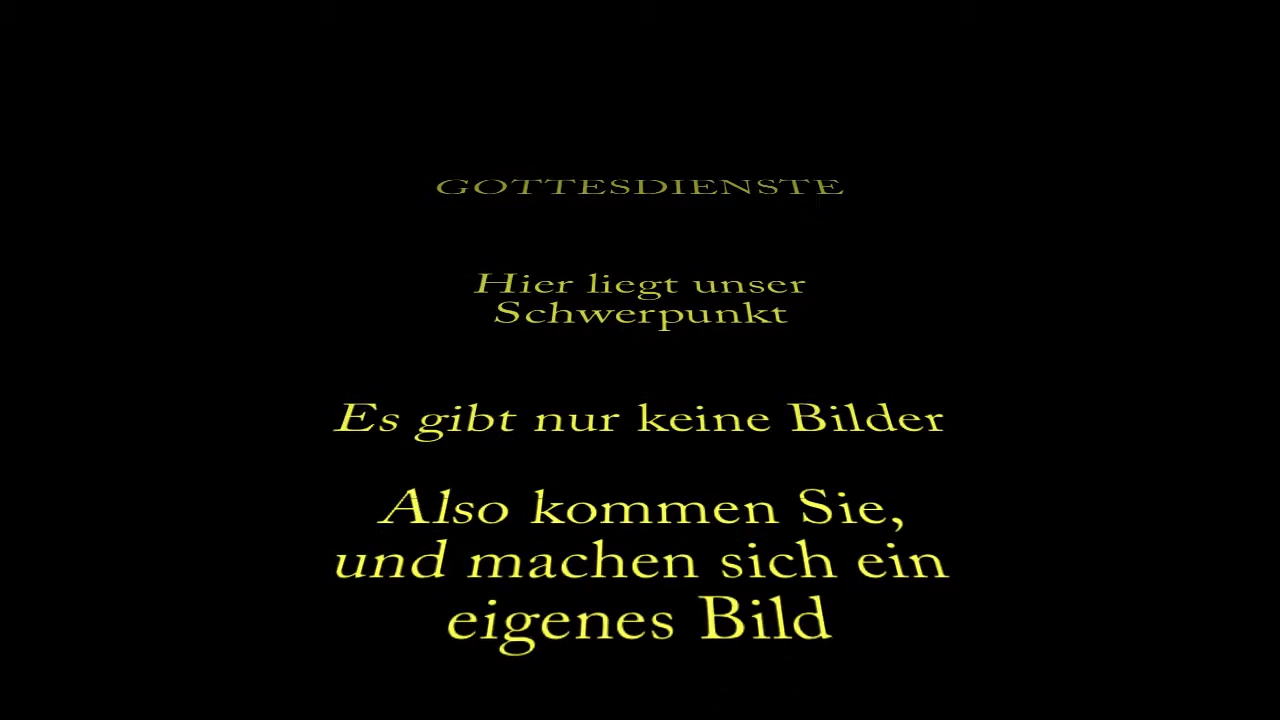 GOTTESDIENSTE
Hier liegt unser
Schwerpunkt
Es gibt nur keine Bilder
Also kommen Sie,
und machen sich ein
eigenes Bild